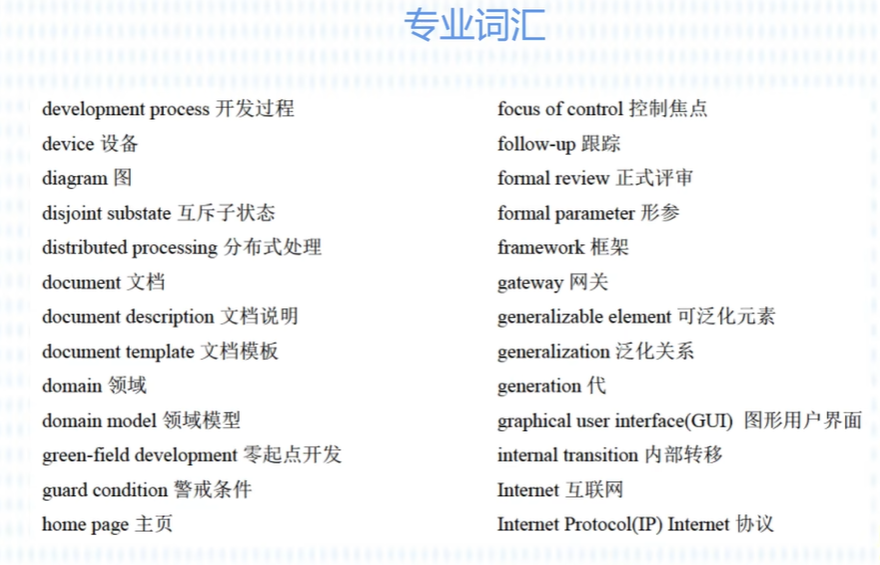 专业词汇
development process 开发过程
device 设备
diagram 图
disjoint substate 互斥子状态
distributed processing 分布式处理
document 文档
document description 文档说明
document template 文档模板
domain 领域
domain model 领域模型
green-field development 零起点开发
guard condition 警戒条件
home page 主页
focus of control 控制焦点
follow-up 跟踪
formal review 正式评审
formal parameter 形参
framework 框架
gateway 网关
generalizable element 可泛化元素
generalization 泛化关系
generation 代
graphical user interface(GUI) 图形用户界面
internal transition 内部转移
Internet 互联网
Internet Protocol(IP) Internet 协议